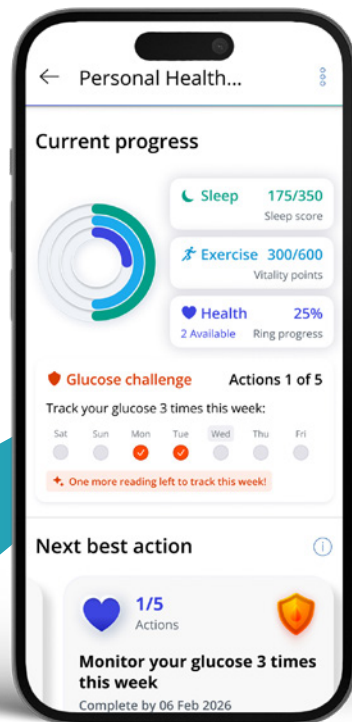 Personal Health...
Current progress
Sleep 175/350
Sleep score
Exercise 300/600
Vitality points
Health 25%
2 Available Ring progress
Glucose challenge Actions 1 of 5
Track your glucose 3 times this week:
Sat Sun Mon Tue Wed Thu Fri
One more reading left to track this week!
Next best action
1/5
Actions
Monitor your glucose 3 times
this week
Complete by 06 Feb 2026